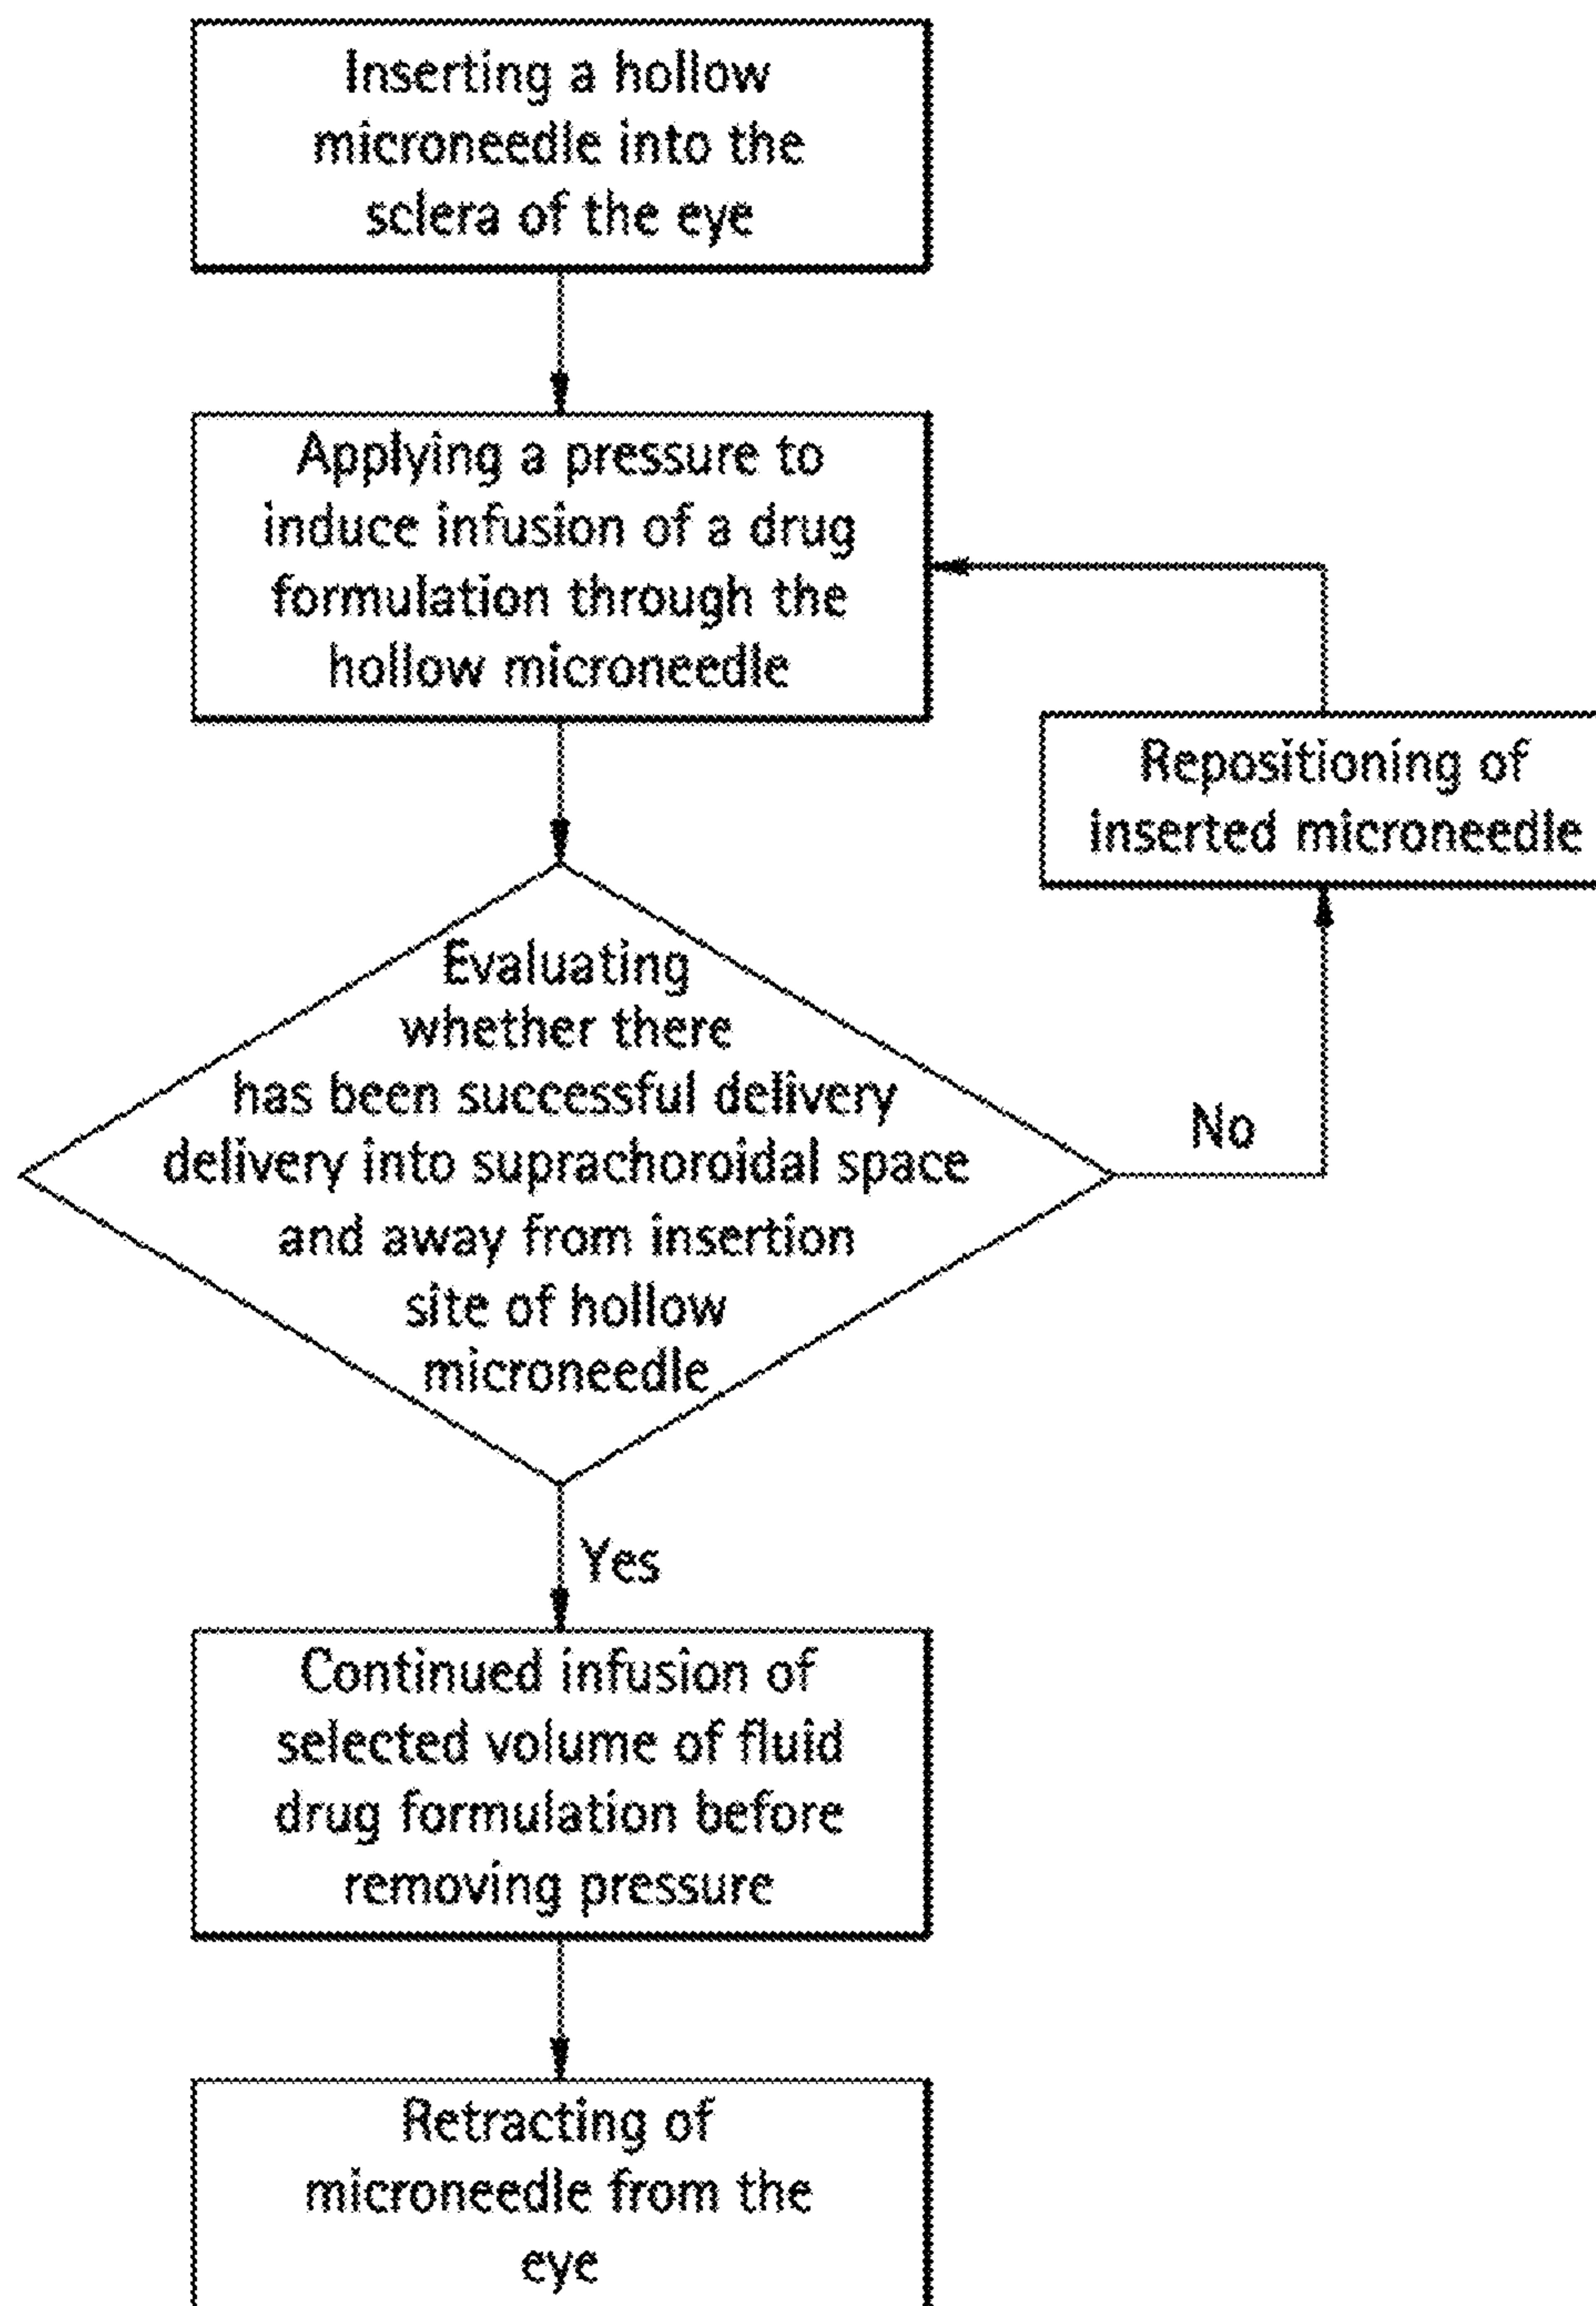 Inserting a hollow
microneedle into the
sclera of the eye
Applying a pressure to
induce infusion of a drug
formulation through the
hollow microneedle
Repositioning of
inserted microneedle
Evaluating
whether there
has been successful delivery
delivery into suprachoroidal space
and away from insertion
site of hollow
microneedle
No
Yes
Continued infusion of
selected volume of fluid
drug formulation before
removing pressure
Retracting of
microneedle from the
eye